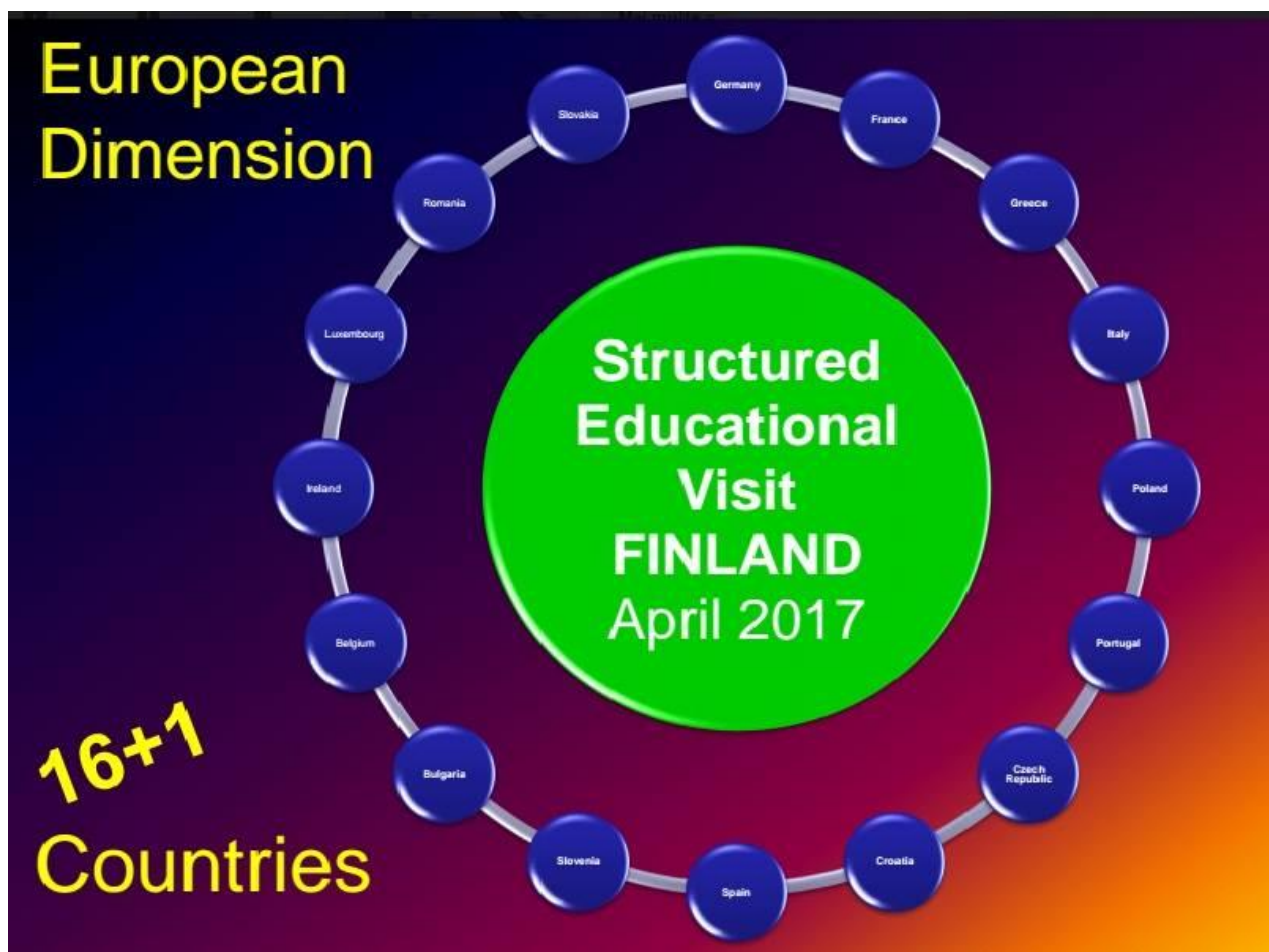 European
Dimension
Germany
France
Greece
Italy
Poland
Portugal
Czech
Republic
Croatia
Spain
Slovenia
Bulgaria
Belgium
Ireland
Luxembourg
Romania
Slovakia
Structured
Educational
Visit
FINLAND
April 2017
16+1
Countries